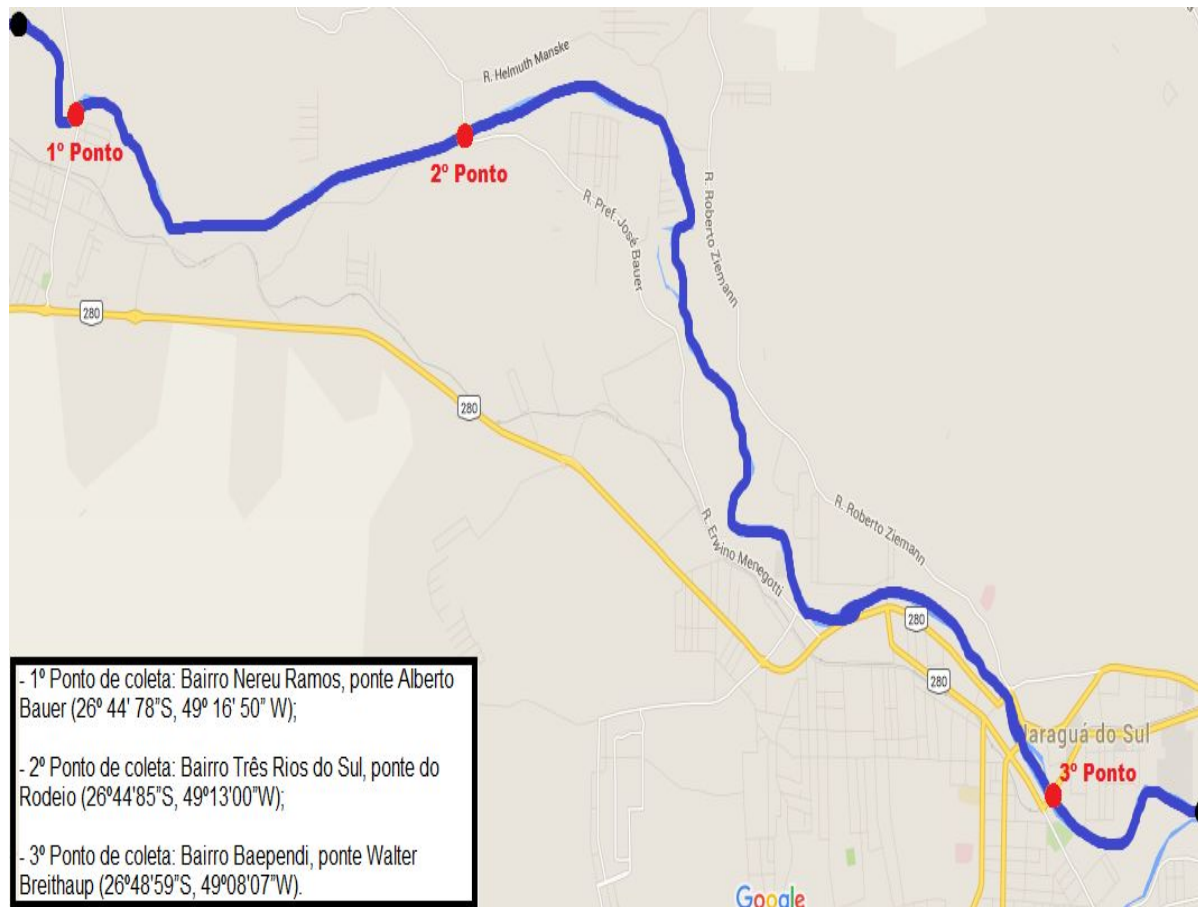 R. Helmuth Manske
1º Ponto
2º Ponto
R. Pref. José Bauer
R. Roberto Ziemann
280
280
R. Roberto Ziemann
R. Erwino Menegotti
280
280
Jaraguá do Sul
3º Ponto
- 1º Ponto de coleta: Bairro Nereu Ramos, ponte Alberto
Bauer (26º 44' 78”S, 49º 16' 50” W);
- 2º Ponto de coleta: Bairro Três Rios do Sul, ponte do
Rodeio (26º44'85”S, 49º13'00”W);
- 3º Ponto de coleta: Bairro Baependi, ponte Walter
Breithaup (26º48'59”S, 49º08'07”W).
Google